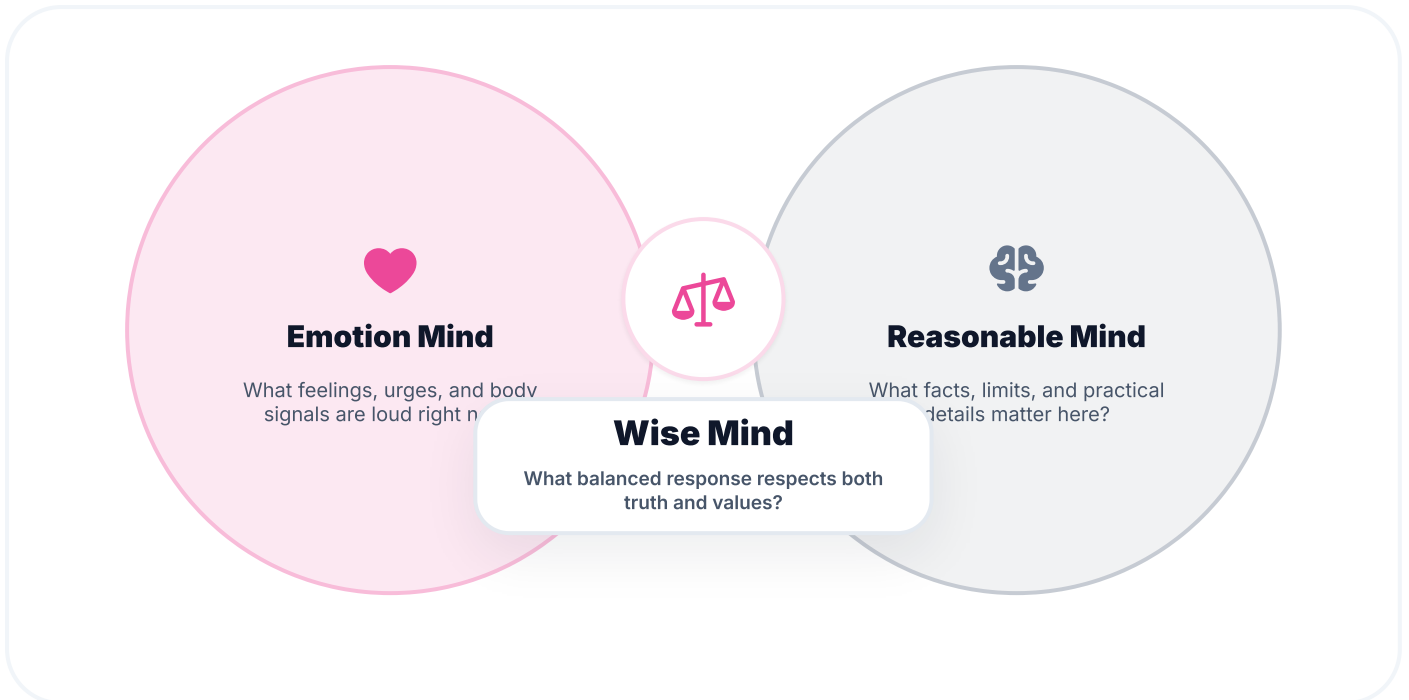 Emotion Mind
What feelings, urges, and body
signals are loud right
Reasonable Mind
What facts, limits, and practical
details matter here?
Wise Mind
What balanced response respects both
truth and values?